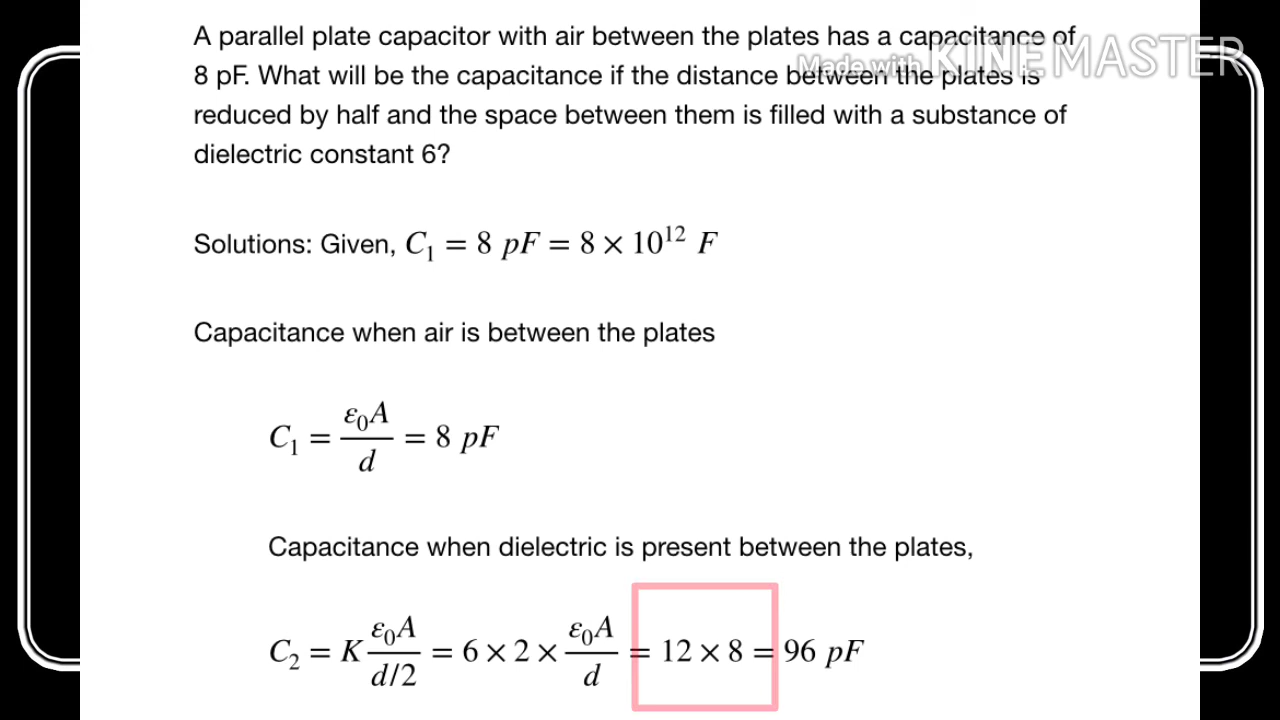 A parallel plate capacitor with air between the plates has a capacitance of
Made with KINEMASTER
8 pF. What will be the capacitance if the distance between the plates is
reduced by half and the space between them is filled with a substance of
dielectric constant 6?
Solutions: Given, C₁ = 8 pF = 8 × 10¹² F
Capacitance when air is between the plates
C₁ = ε₀A/d = 8 pF
Capacitance when dielectric is present between the plates,
C₂ = K ε₀A/(d/2) = 6 × 2 × ε₀A/d = 12 × 8 = 96 pF